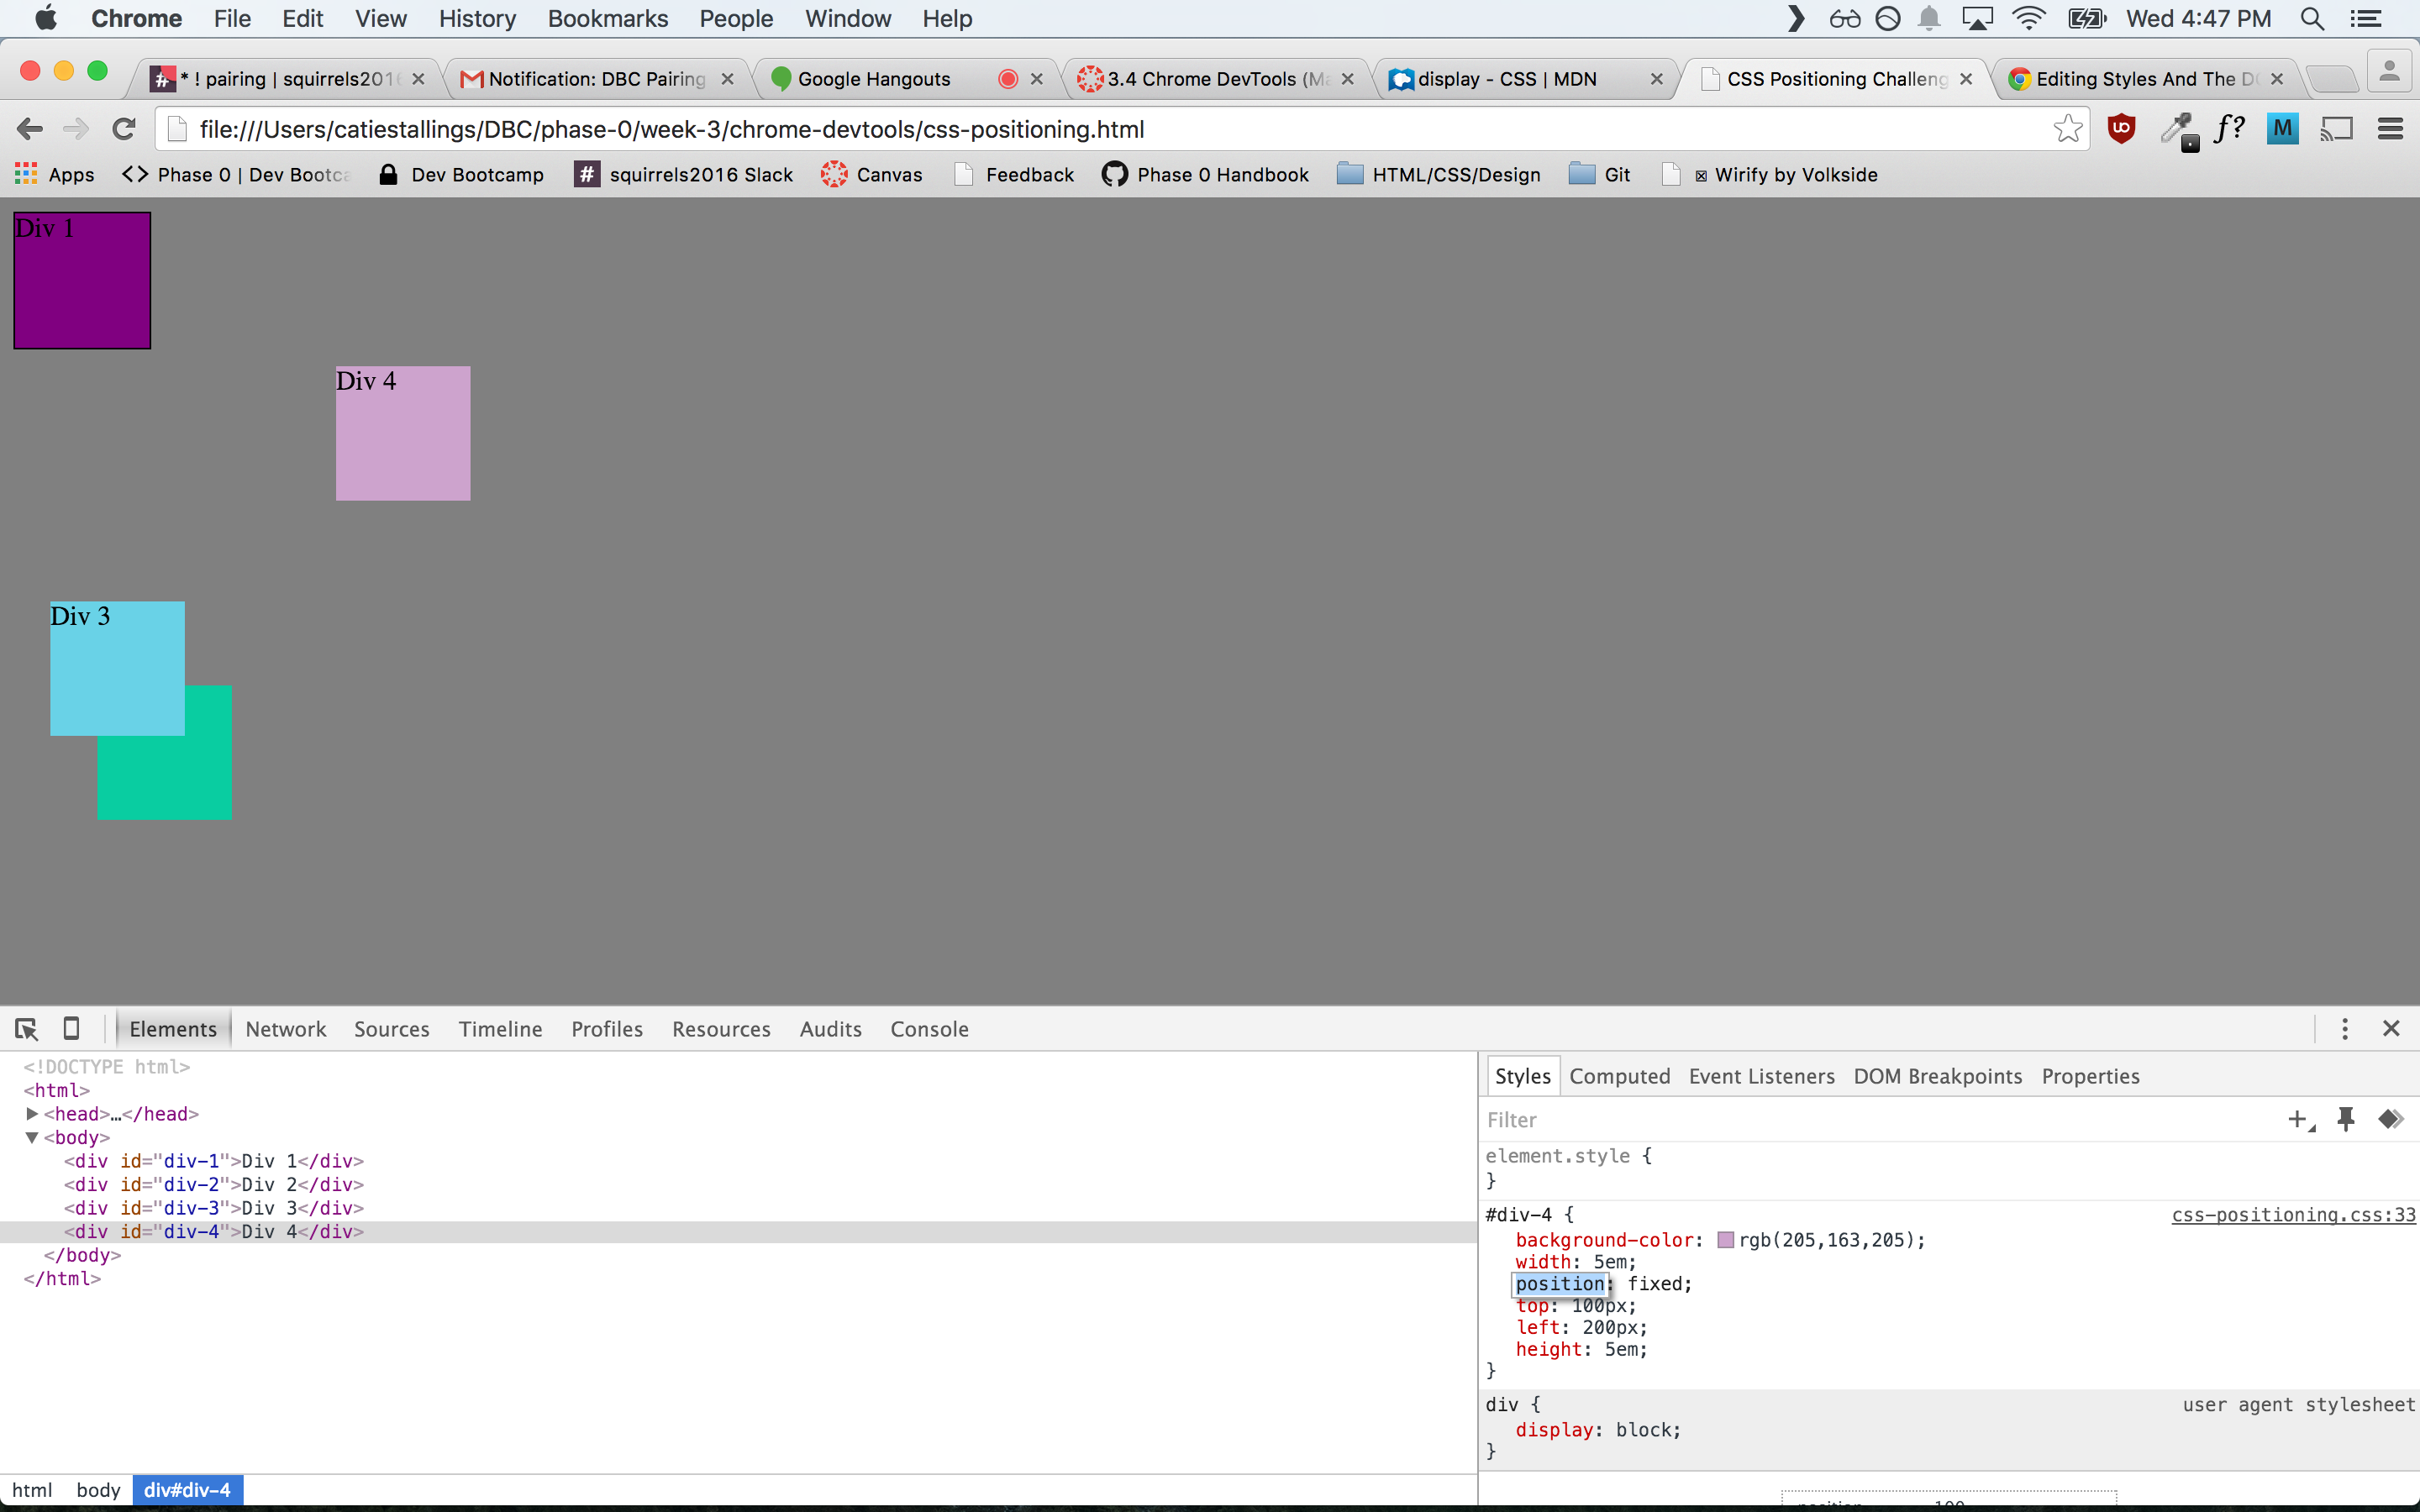 Chrome File Edit View History Bookmarks People Window Help Wed 4:47 PM
* ! pairing | squirrels2016 Notification: DBC Pairing Google Hangouts 3.4 Chrome DevTools (Ma display - CSS | MDN CSS Positioning Challeng Editing Styles And The DO
file:///Users/catiestallings/DBC/phase-0/week-3/chrome-devtools/css-positioning.html f? M
Apps <> Phase 0 | Dev Bootca Dev Bootcamp # squirrels2016 Slack Canvas Feedback Phase 0 Handbook HTML/CSS/Design Git Wirify by Volkside
Div 1
Div 4
Div 3
Elements Network Sources Timeline Profiles Resources Audits Console
<!DOCTYPE html>
<html>
<head>…</head>
<body>
<div id="div-1">Div 1</div>
<div id="div-2">Div 2</div>
<div id="div-3">Div 3</div>
<div id="div-4">Div 4</div>
</body>
</html>
html body div#div-4
Styles Computed Event Listeners DOM Breakpoints Properties
Filter
element.style {
}
#div-4 { css-positioning.css:33
background-color: rgb(205,163,205);
width: 5em;
position: fixed;
top: 100px;
left: 200px;
height: 5em;
}
div { user agent stylesheet
display: block;
}